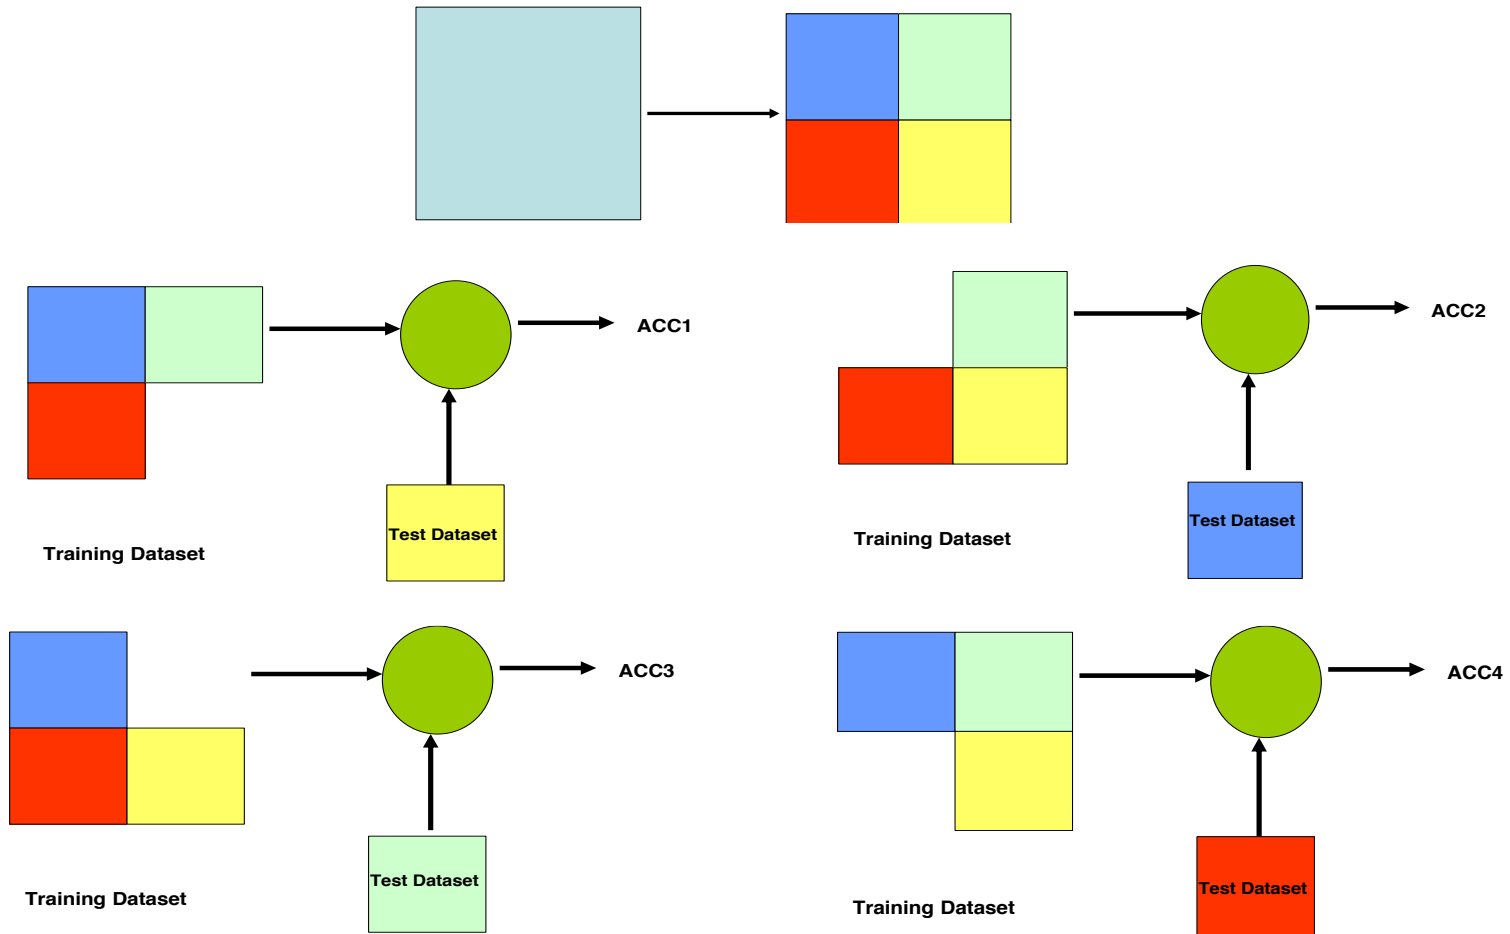 ACC1
Test Dataset
Training Dataset
ACC2
Test Dataset
Training Dataset
ACC3
Test Dataset
Training Dataset
ACC4
Test Dataset
Training Dataset